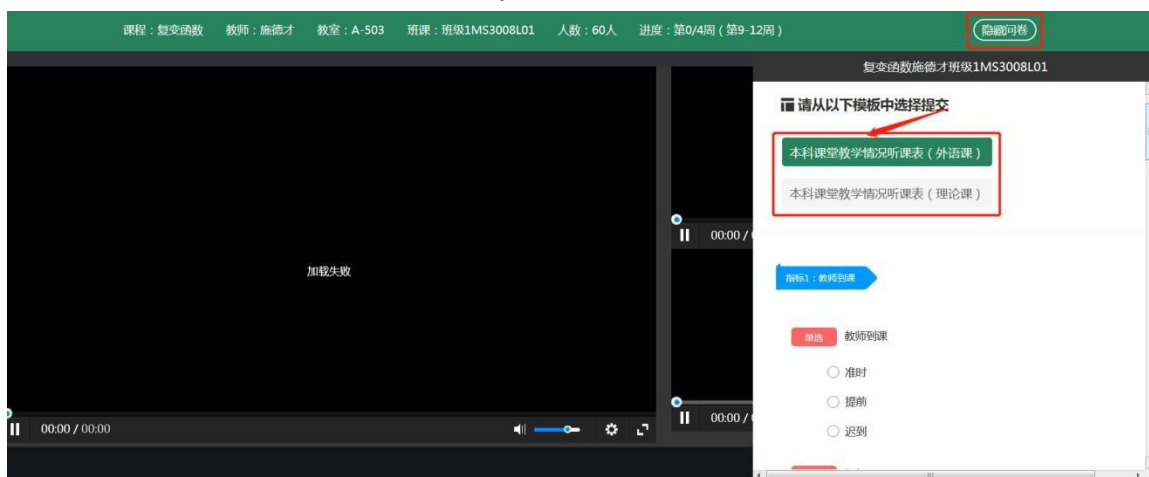 课程：复变函数 教师：施德才 教室：A-503 班课：班级1MS3008L01 人数：60人 进度：第0/4周（第9-12周） 隐藏问卷
复变函数施德才班级1MS3008L01
请从以下模板中选择提交
本科课堂教学情况听课表（外语课）
本科课堂教学情况听课表（理论课）
00:00 /
加载失败
指标1：教师到课
单选 教师到课
准时
提前
迟到
00:00 / 00:00
00:00 /